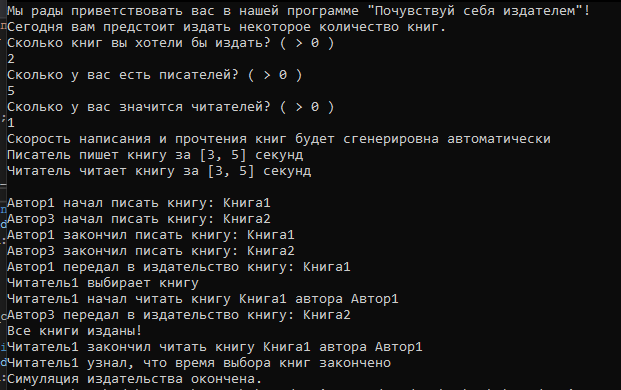 Мы рады приветствовать вас в нашей программе "Почувствуй себя издателем"!
Сегодня вам предстоит издать некоторое количество книг.
Сколько книг вы хотели бы издать? ( > 0 )
2
Сколько у вас есть писателей? ( > 0 )
5
Сколько у вас значится читателей? ( > 0 )
1
Скорость написания и прочтения книг будет сгенерировна автоматически
Писатель пишет книгу за [3, 5] секунд
Читатель читает книгу за [3, 5] секунд
Автор1 начал писать книгу: Книга1
Автор3 начал писать книгу: Книга2
Автор1 закончил писать книгу: Книга1
Автор3 закончил писать книгу: Книга2
Автор1 передал в издательство книгу: Книга1
Читатель1 выбирает книгу
Читатель1 начал читать книгу Книга1 автора Автор1
Автор3 передал в издательство книгу: Книга2
Все книги изданы!
Читатель1 закончил читать книгу Книга1 автора Автор1
Читатель1 узнал, что время выбора книг закончено
Симуляция издательства окончена.